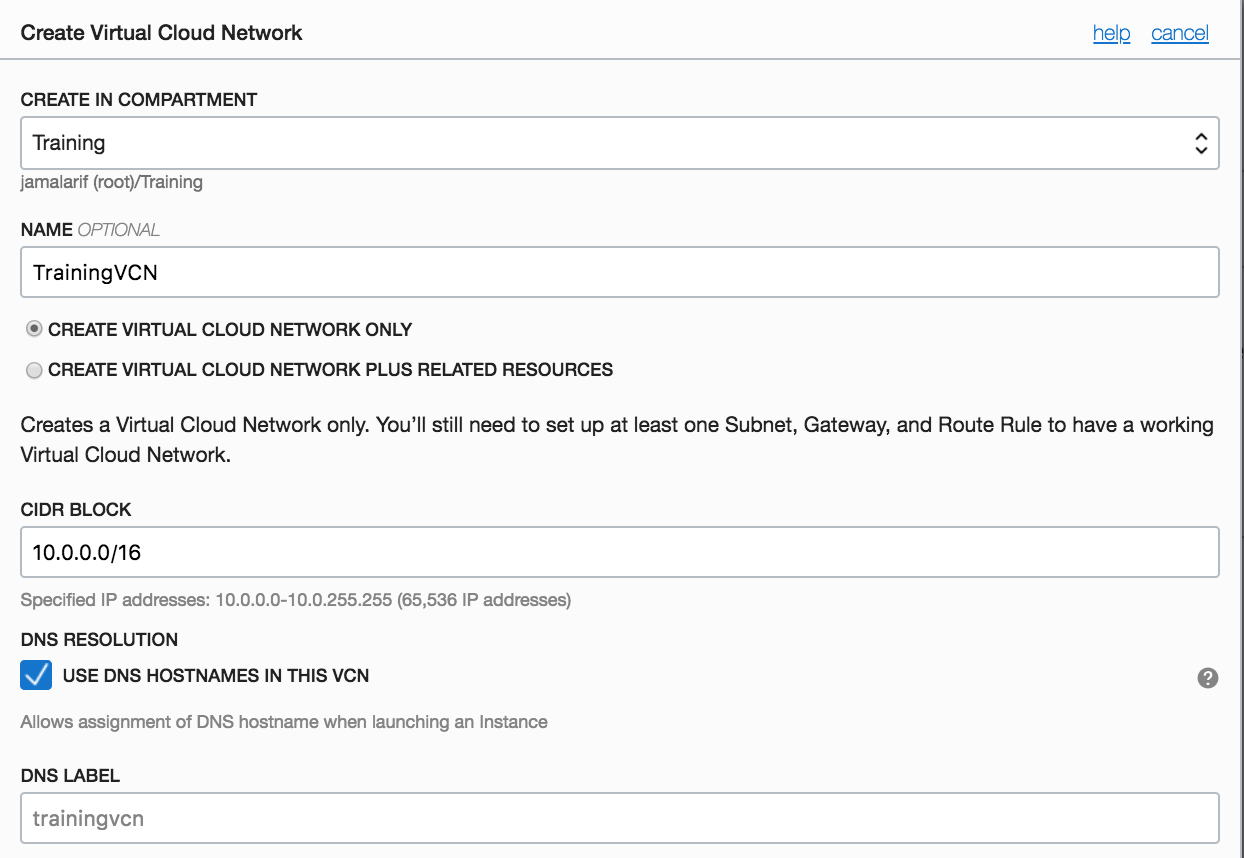 Create Virtual Cloud Network
help cancel
CREATE IN COMPARTMENT
Training
jamalarif (root)/Training
NAME OPTIONAL
TrainingVCN
CREATE VIRTUAL CLOUD NETWORK ONLY
CREATE VIRTUAL CLOUD NETWORK PLUS RELATED RESOURCES
Creates a Virtual Cloud Network only. You’ll still need to set up at least one Subnet, Gateway, and Route Rule to have a working
Virtual Cloud Network.
CIDR BLOCK
10.0.0.0/16
Specified IP addresses: 10.0.0.0-10.0.255.255 (65,536 IP addresses)
DNS RESOLUTION
USE DNS HOSTNAMES IN THIS VCN
?
Allows assignment of DNS hostname when launching an Instance
DNS LABEL
trainingvcn